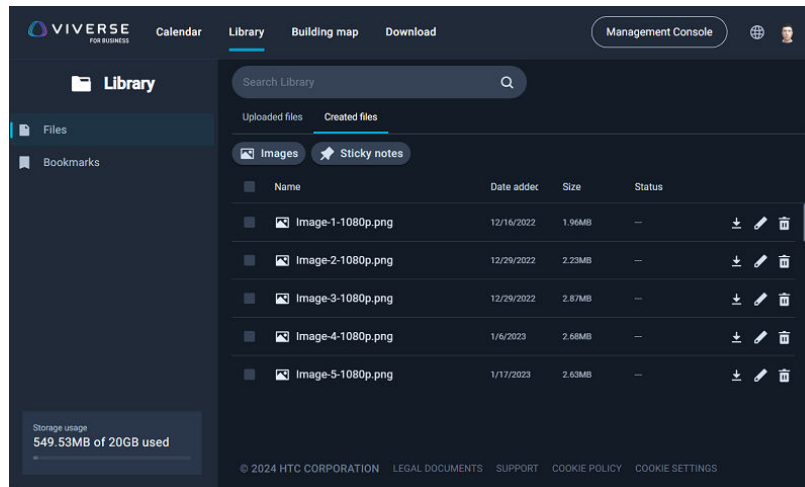 VIVERSE
FOR BUSINESS
Calendar Library Building map Download Management Console
Library
Search Library
Uploaded files Created files
Files
Bookmarks
Images Sticky notes
Name Date added Size Status
Image-1-1080p.png 12/16/2022 1.96MB ---
Image-2-1080p.png 12/29/2022 2.23MB ---
Image-3-1080p.png 12/29/2022 2.87MB ---
Image-4-1080p.png 1/6/2023 2.68MB ---
Image-5-1080p.png 1/17/2023 2.63MB ---
Storage usage
549.53MB of 20GB used
© 2024 HTC CORPORATION LEGAL DOCUMENTS SUPPORT COOKIE POLICY COOKIE SETTINGS